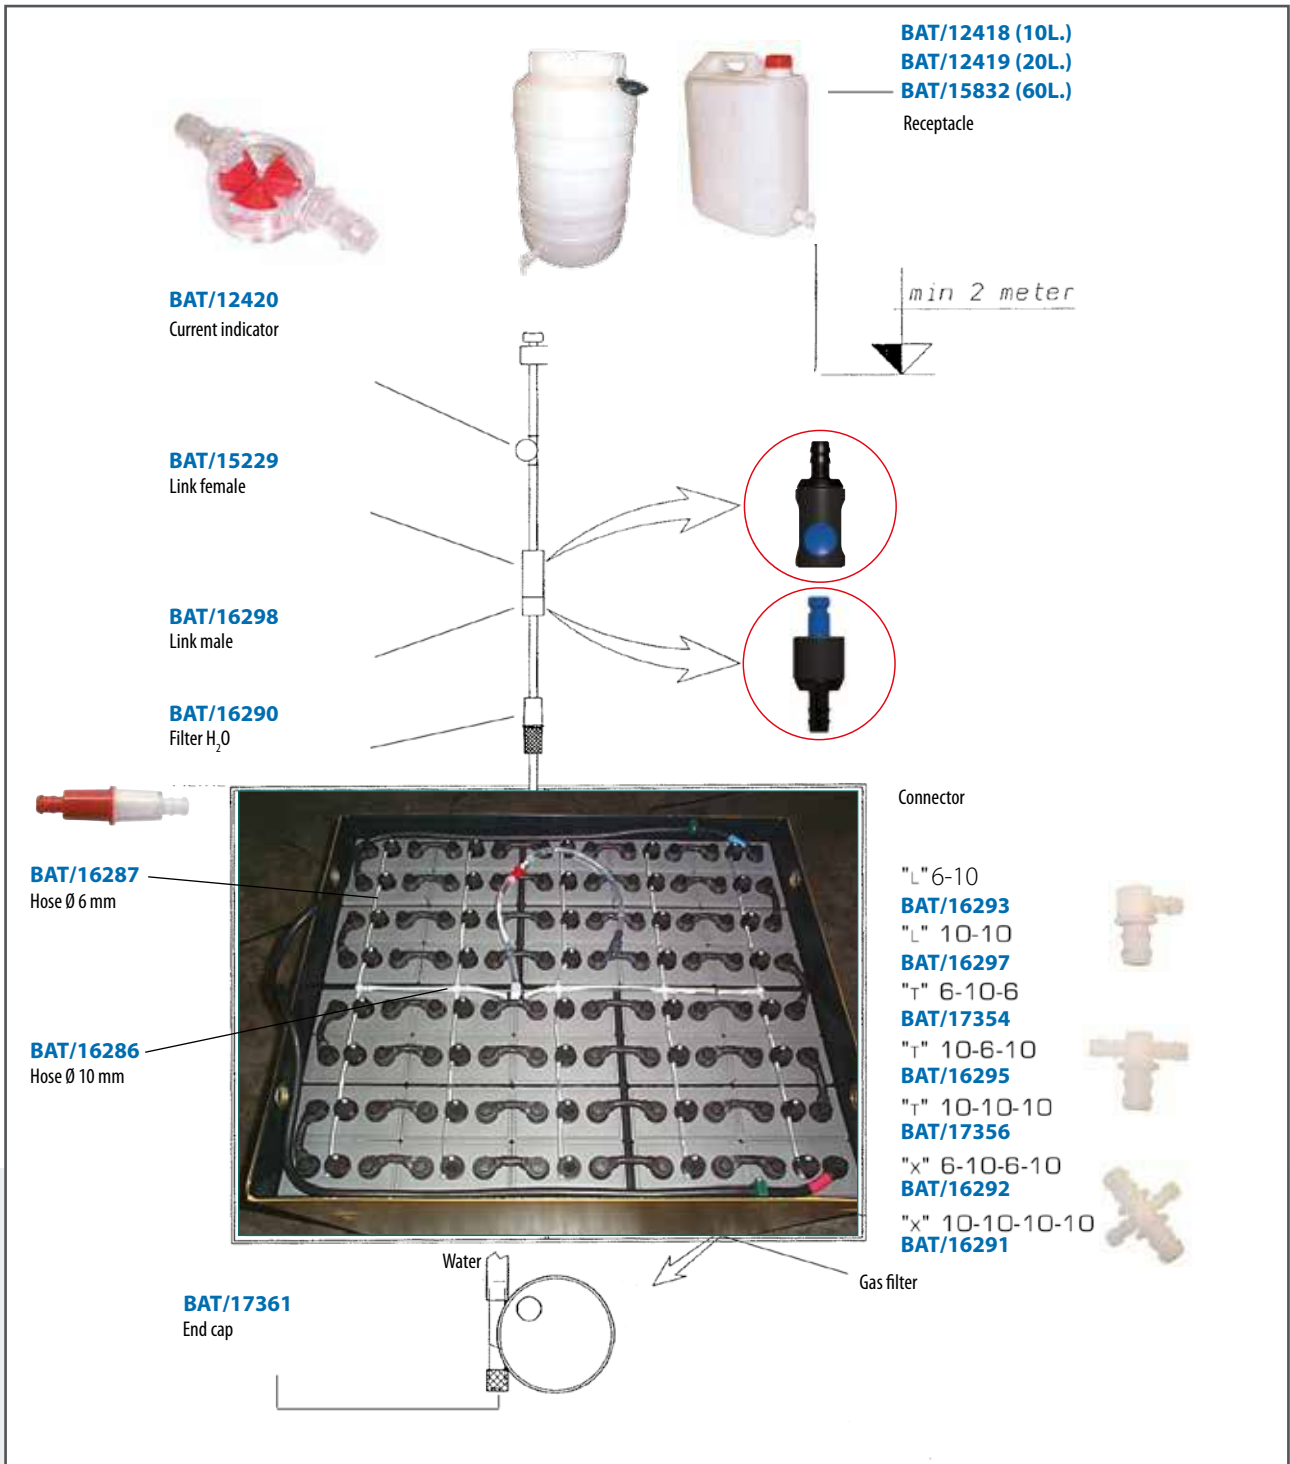 BAT/12418 (10L.)
BAT/12419 (20L.)
BAT/15832 (60L.)
Receptacle
min 2 meter
BAT/12420
Current indicator
BAT/15229
Link female
BAT/16298
Link male
BAT/16290
Filter H₂O
BAT/16287
Hose Ø 6 mm
BAT/16286
Hose Ø 10 mm
Connector
"L" 6-10
BAT/16293
"L" 10-10
BAT/16297
"T" 6-10-6
BAT/17354
"T" 10-6-10
BAT/16295
"T" 10-10-10
BAT/17356
"x" 6-10-6-10
BAT/16292
"x" 10-10-10-10
BAT/16291
Water
Gas filter
BAT/17361
End cap